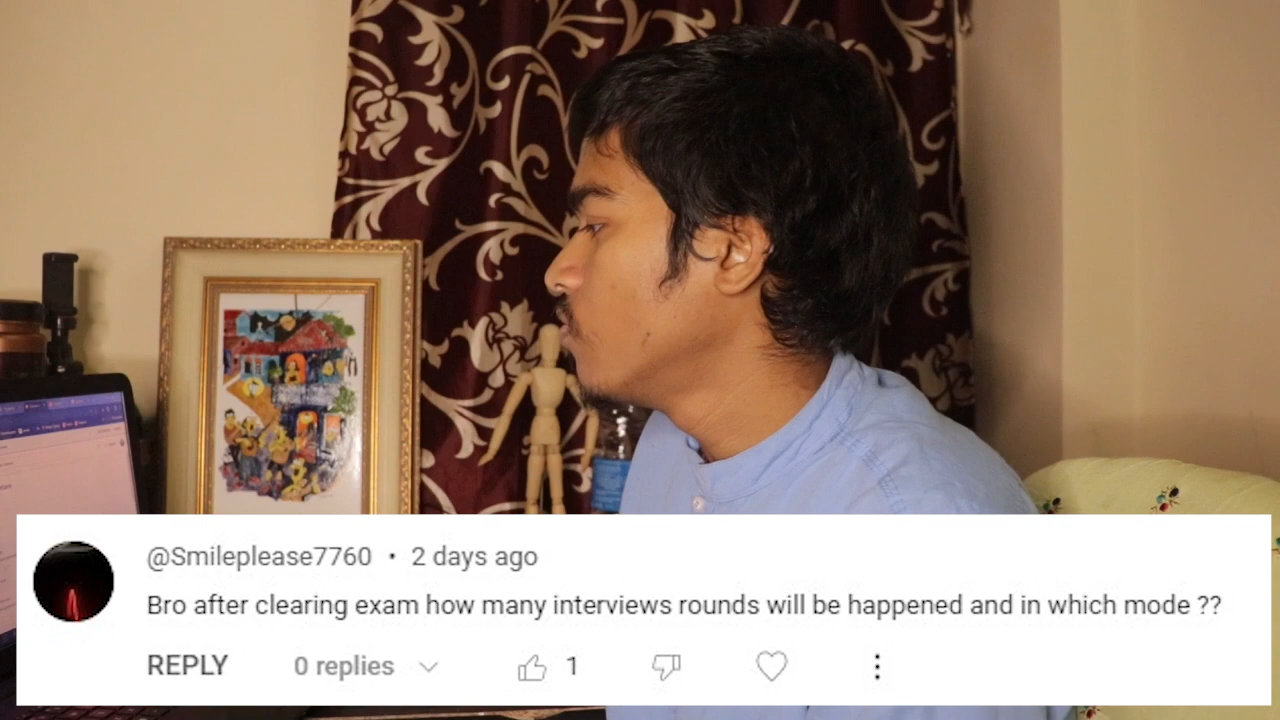 @Smileplease7760 • 2 days ago
Bro after clearing exam how many interviews rounds will be happened and in which mode ??
REPLY 0 replies 1